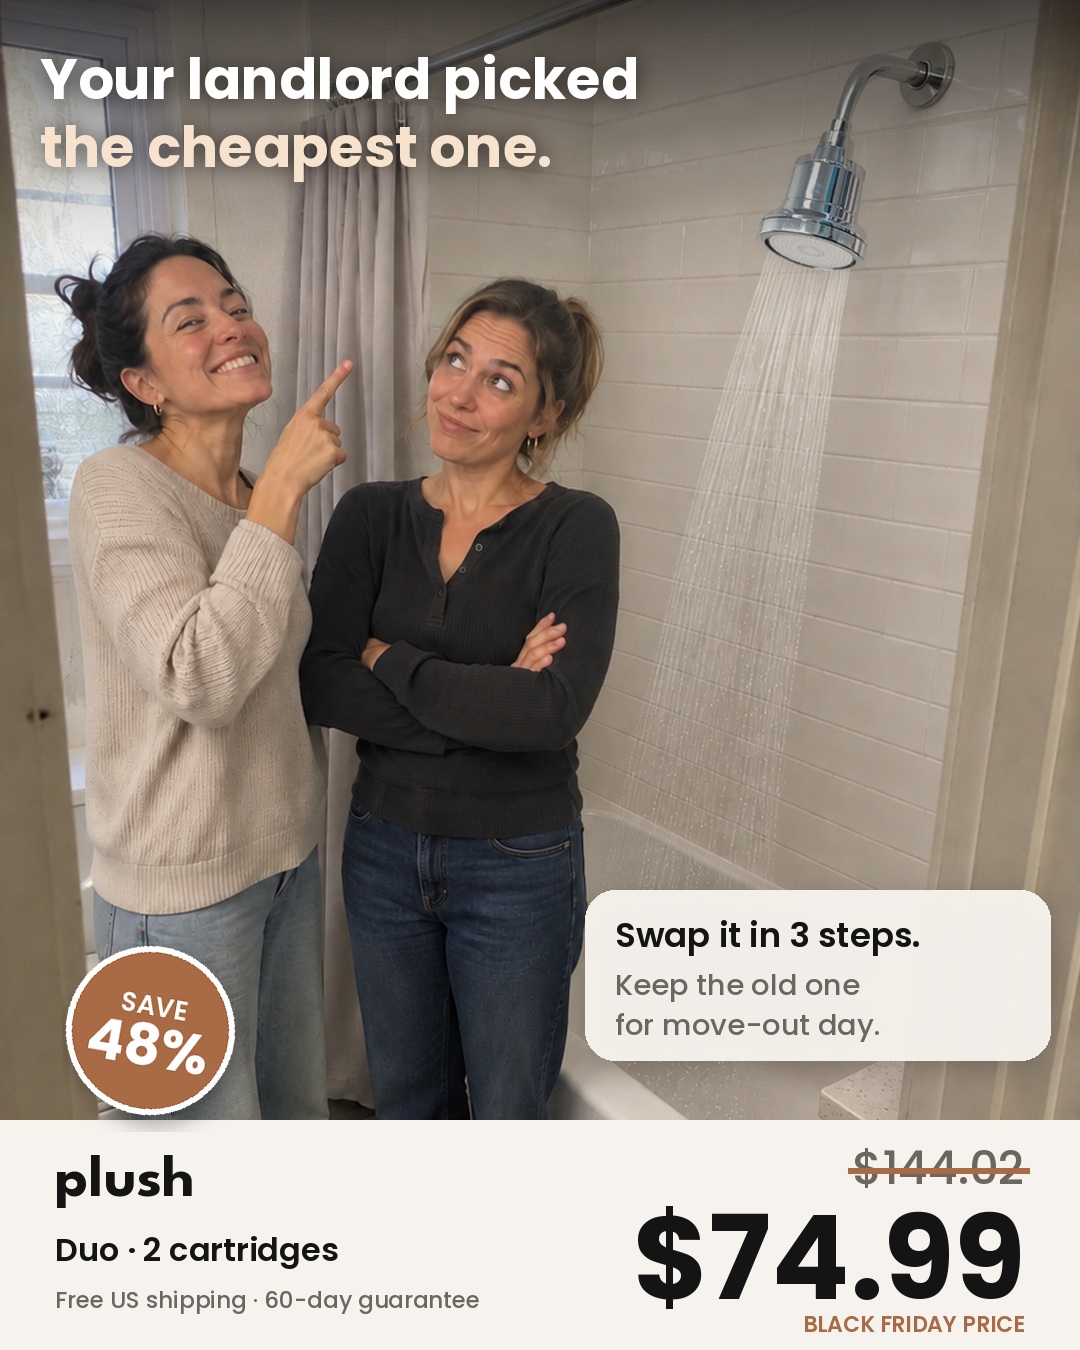 Your landlord picked
the cheapest one.
Swap it in 3 steps.
Keep the old one
for move-out day.
SAVE
48%
plush
Duo · 2 cartridges
Free US shipping · 60-day guarantee
$144.02
$74.99
BLACK FRIDAY PRICE